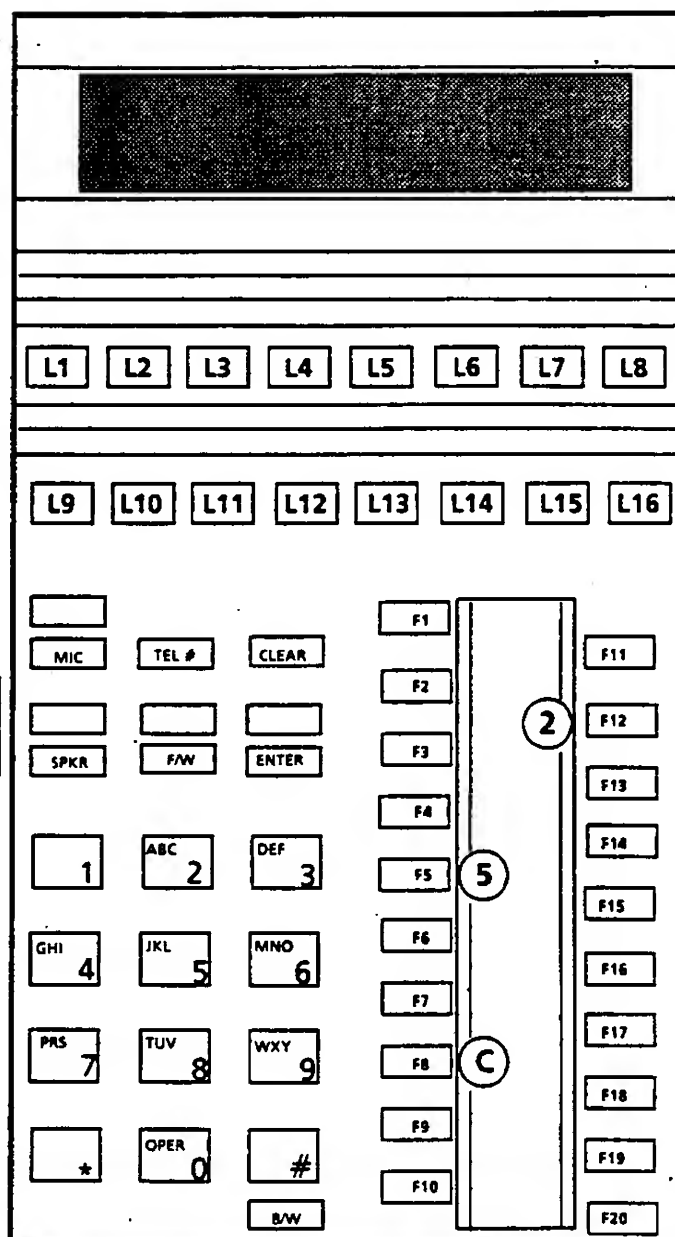 L1 L2 L3 L4 L5 L6 L7 L8
L9 L10 L11 L12 L13 L14 L15 L16
MIC TEL # CLEAR
SPKR F/W ENTER
1 ABC 2 DEF 3
GHI 4 JKL 5 MNO 6
PRS 7 TUV 8 WXY 9
* OPER 0 #
B/W
F1
F2
F3
F4
F5 5
F6
F7
F8 C
F9
F10
F11
2 F12
F13
F14
F15
F16
F17
F18
F19
F20